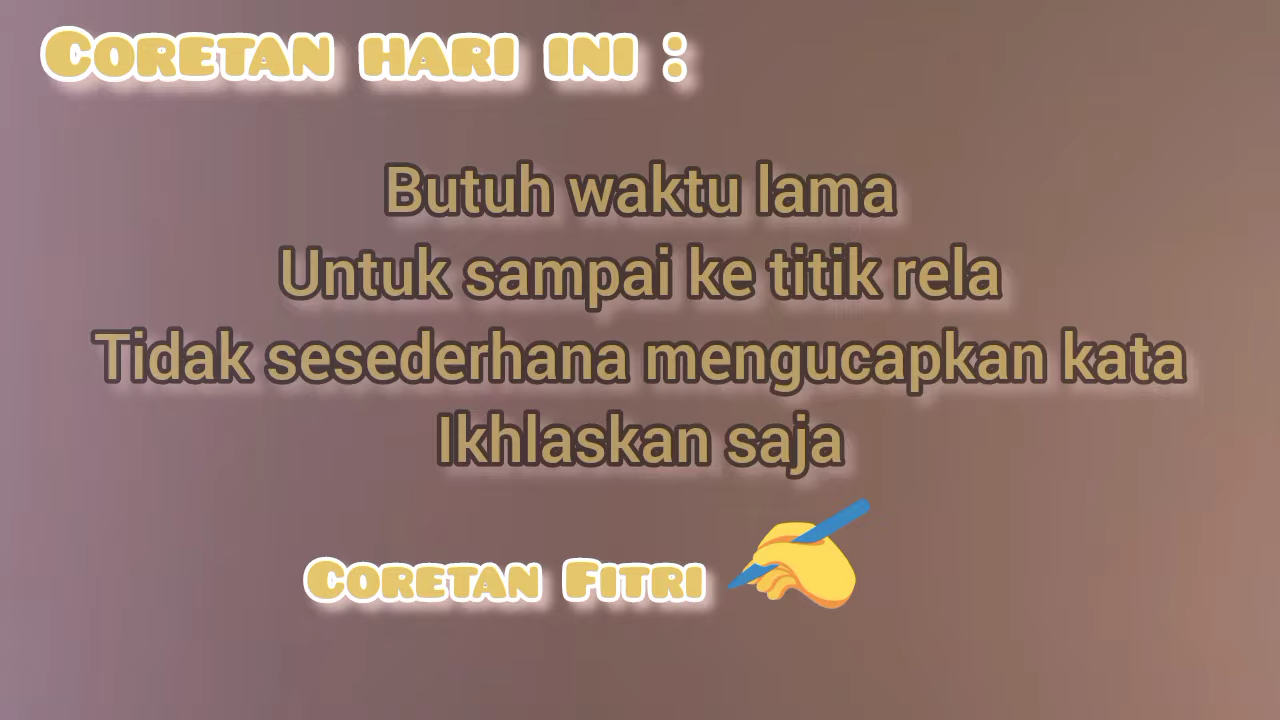 Coretan hari ini :
Butuh waktu lama
Untuk sampai ke titik rela
Tidak sesederhana mengucapkan kata
Ikhlaskan saja
Coretan Fitri